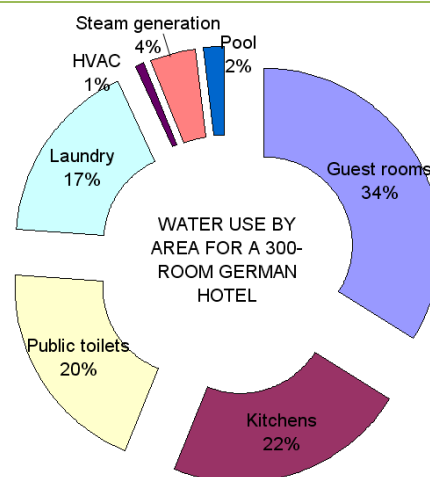 Steam generation
4%
Pool
2%
HVAC
1%
Laundry
17%
Guest rooms
34%
WATER USE BY
AREA FOR A 300-
ROOM GERMAN
HOTEL
Public toilets
20%
Kitchens
22%